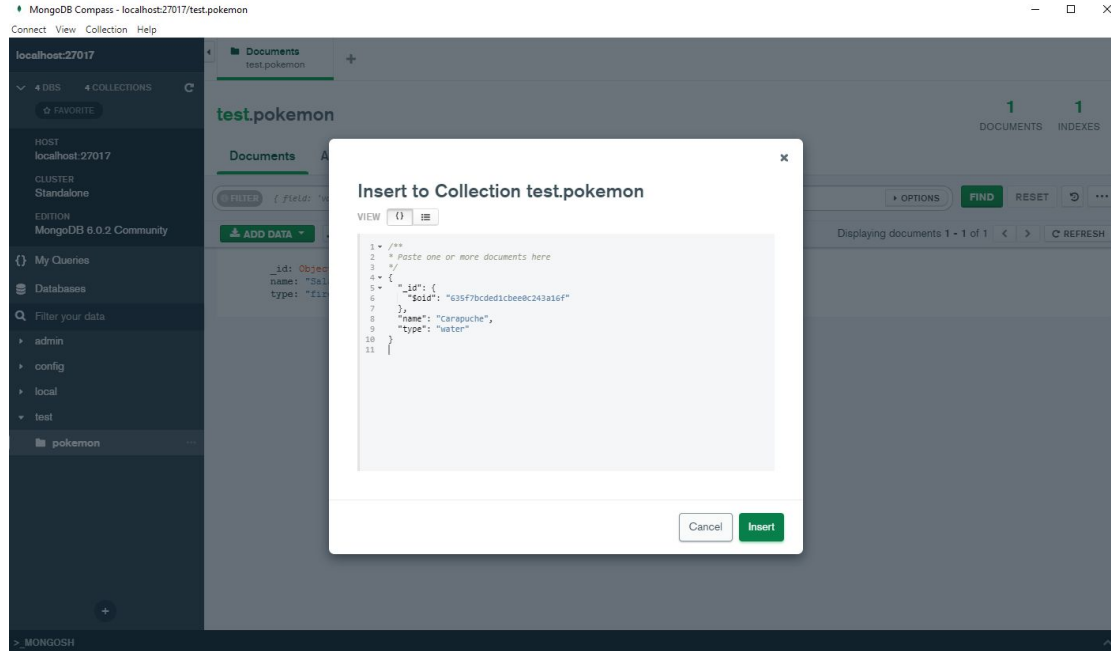 MongoDB Compass - localhost:27017/test.pokemon
Connect View Collection Help
localhost:27017
Documents
test.pokemon
4 DBS 4 COLLECTIONS
FAVORITE
HOST
localhost:27017
CLUSTER
Standalone
EDITION
MongoDB 6.0.2 Community
{} My Queries
Databases
Filter your data
admin
config
local
test
pokemon
>_MONGOSH
test.pokemon
1 DOCUMENTS 1 INDEXES
Documents
FILTER { field:
OPTIONS FIND RESET
ADD DATA
Displaying documents 1 - 1 of 1 < > REFRESH
_id:
name:
type:
Insert to Collection test.pokemon
VIEW {}
1 /**
2 * Paste one or more documents here
3 */
4 {
5 "_id": {
6 "$oid": "635f7bcded1cbee0c243a16f"
7 },
8 "name": "Carapuche",
9 "type": "water"
10 }
11
Cancel Insert